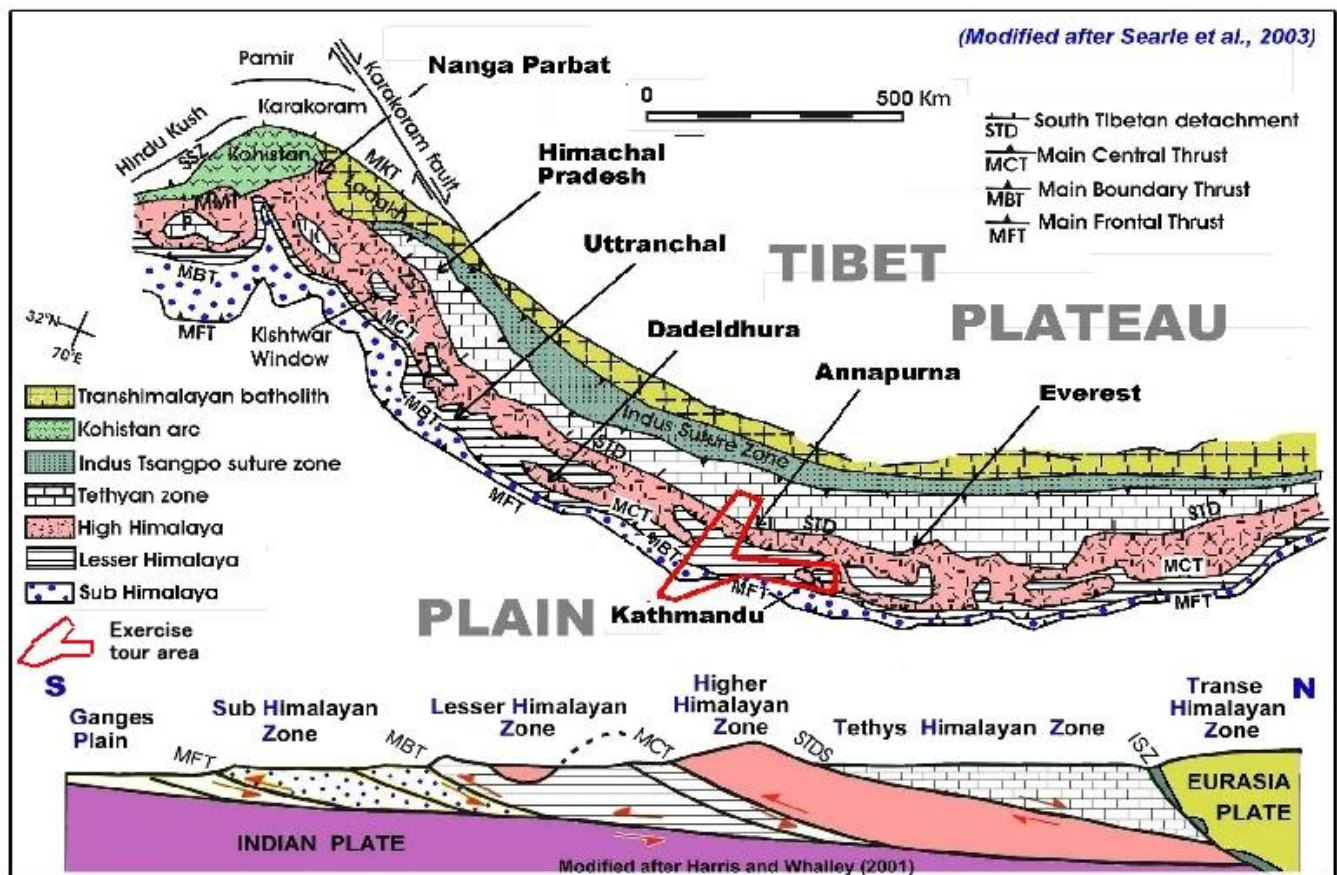 (Modified after Searle et al., 2003)
Pamir
Nanga Parbat
Karakoram
Karakoram fault
Hindu Kush
SSZ
Kohistan
MKT
Ladakh
MMT
P
K
ZSZ
Himachal
Pradesh
Uttranchal
Dadeldhura
Annapurna
Everest
0
500 Km
STD South Tibetan detachment
MCT Main Central Thrust
MBT Main Boundary Thrust
MFT Main Frontal Thrust
TIBET
PLATEAU
32°N
70°E
MBT
MFT
Kishtwar
Window
MCT
MBT
STD
Indus Suture Zone
MFT
MCT
MBT
STD
STD
MCT
MFT
MFT
Kathmandu
PLAIN
Transhimalayan batholith
Kohistan arc
Indus Tsangpo suture zone
Tethyan zone
High Himalaya
Lesser Himalaya
Sub Himalaya
Exercise
tour area
S
N
Ganges
Plain
MFT
Sub Himalayan
Zone
MBT
Lesser Himalayan
Zone
MCT
Higher
Himalayan
Zone
STDS
Tethys Himalayan Zone
ISZ
Transe
Himalayan
Zone
EURASIA
PLATE
INDIAN PLATE
Modified after Harris and Whalley (2001)